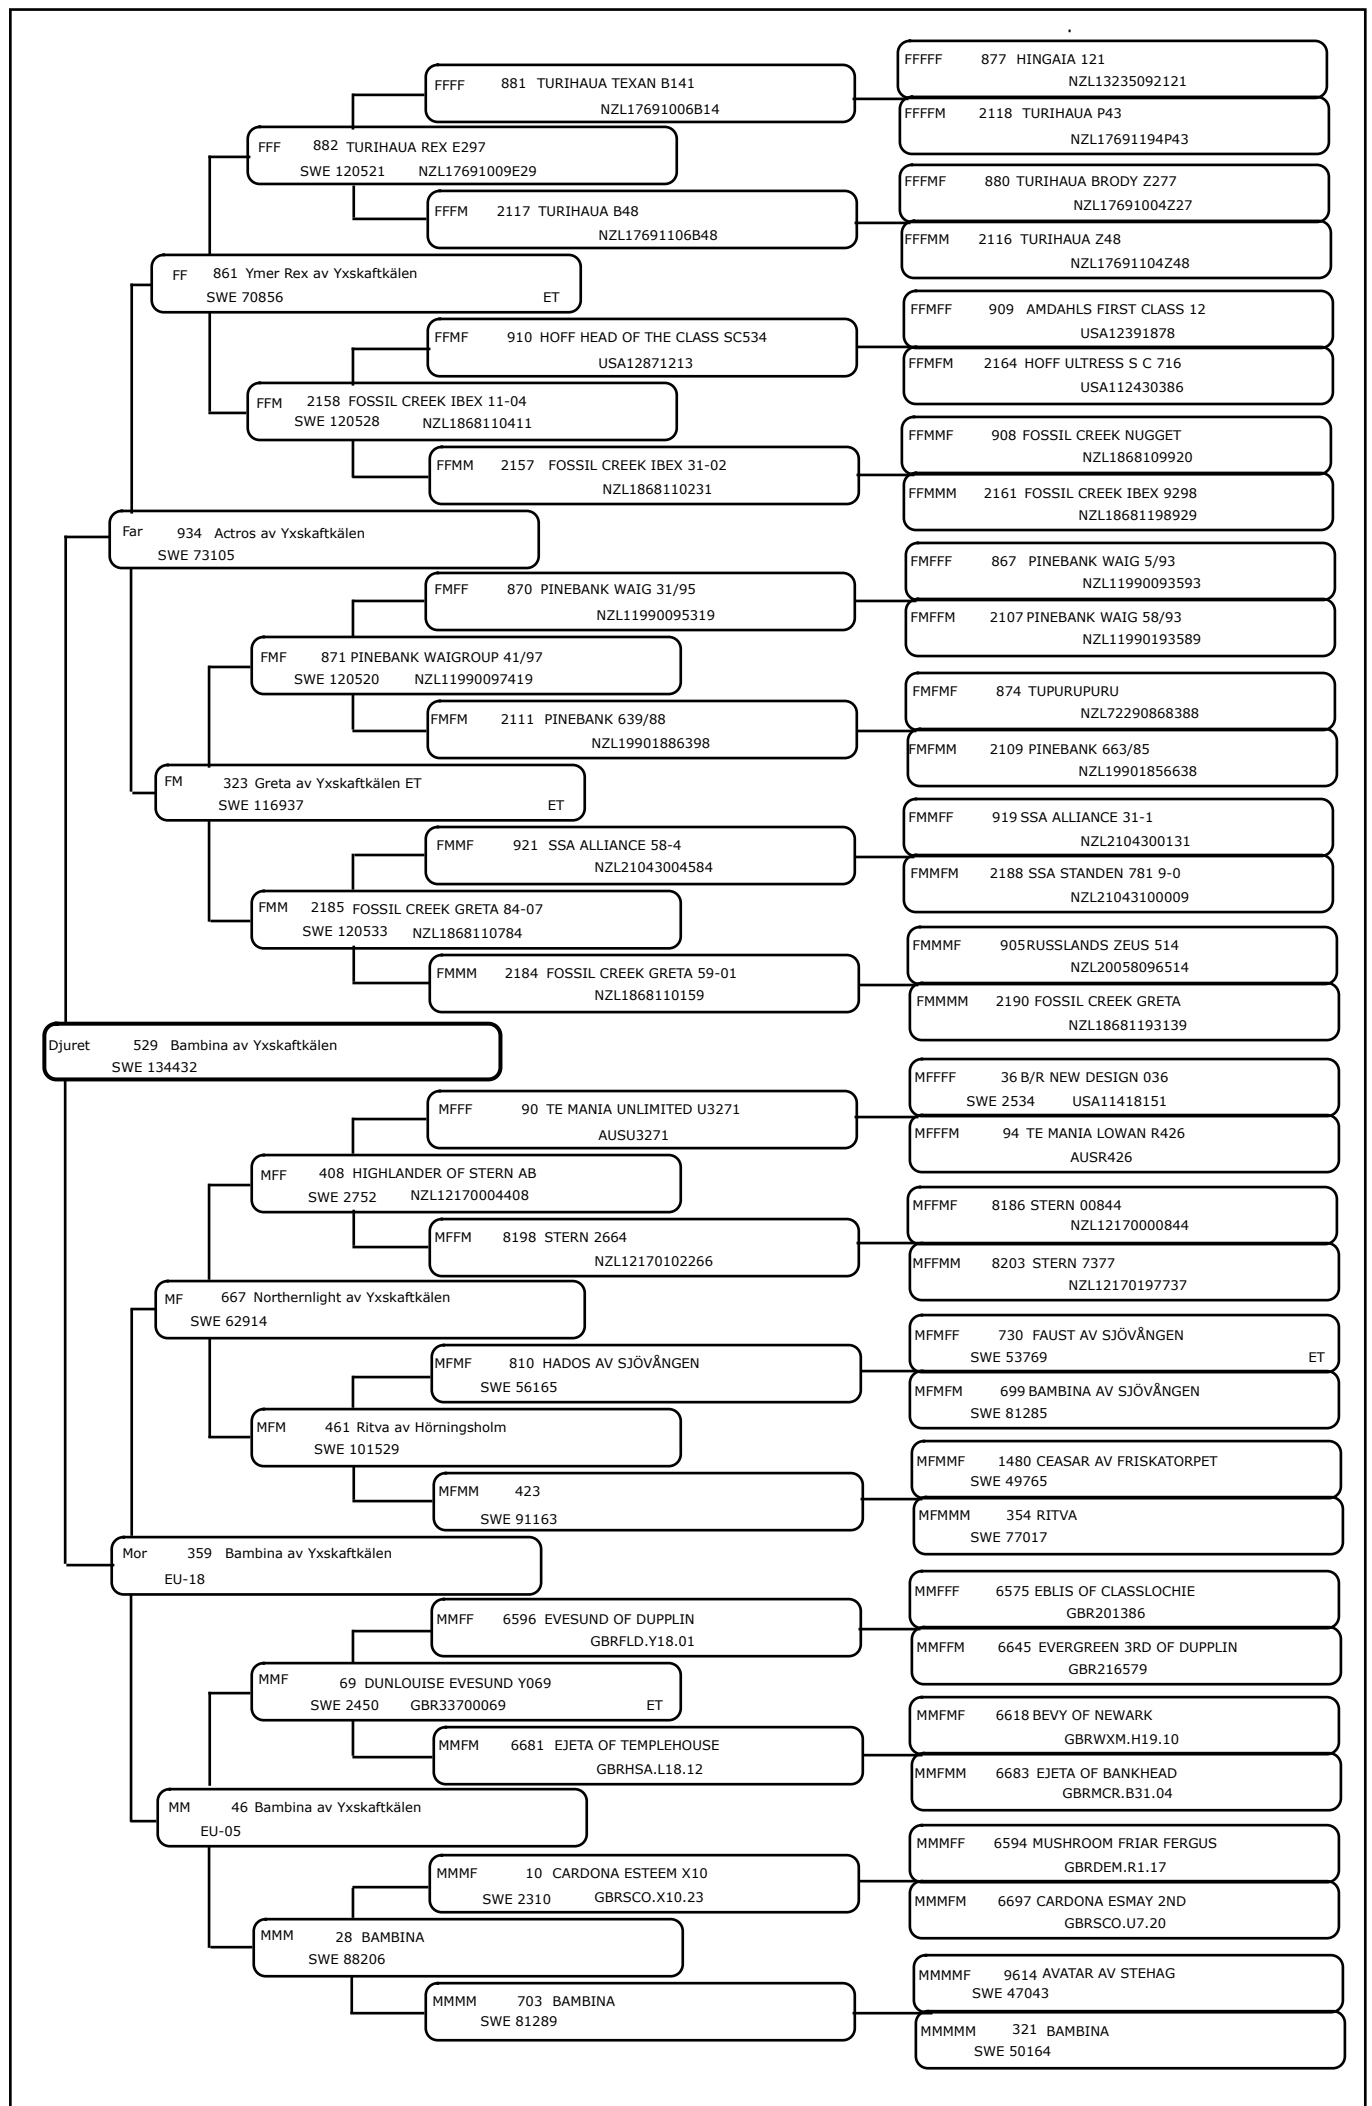 FFFFF 877 HINGAIA 121
NZL13235092121
FFFF 881 TURIHAUA TEXAN B141
NZL17691006B14
FFFFM 2118 TURIHAUA P43
NZL17691194P43
FFF 882 TURIHAUA REX E297
SWE 120521 NZL17691009E29
FFFMF 880 TURIHAUA BRODY Z277
NZL17691004Z27
FFFM 2117 TURIHAUA B48
NZL17691106B48
FFFMM 2116 TURIHAUA Z48
NZL17691104Z48
FF 861 Ymer Rex av Yxskaftkälen
SWE 70856 ET
FFMFF 909 AMDAHLS FIRST CLASS 12
USA12391878
FFMF 910 HOFF HEAD OF THE CLASS SC534
USA12871213
FFMFM 2164 HOFF ULTRESS S C 716
USA112430386
FFM 2158 FOSSIL CREEK IBEX 11-04
SWE 120528 NZL1868110411
FFMMF 908 FOSSIL CREEK NUGGET
NZL1868109920
FFMM 2157 FOSSIL CREEK IBEX 31-02
NZL1868110231
FFMMM 2161 FOSSIL CREEK IBEX 9298
NZL18681198929
Far 934 Actros av Yxskaftkälen
SWE 73105
FMFFF 867 PINEBANK WAIG 5/93
NZL11990093593
FMFF 870 PINEBANK WAIG 31/95
NZL11990095319
FMFFM 2107 PINEBANK WAIG 58/93
NZL11990193589
FMF 871 PINEBANK WAIGROUP 41/97
SWE 120520 NZL11990097419
FMFMF 874 TUPURUPURU
NZL72290868388
FMFM 2111 PINEBANK 639/88
NZL19901886398
FMFMM 2109 PINEBANK 663/85
NZL19901856638
FM 323 Greta av Yxskaftkälen ET
SWE 116937 ET
FMMFF 919 SSA ALLIANCE 31-1
NZL2104300131
FMMF 921 SSA ALLIANCE 58-4
NZL21043004584
FMMFM 2188 SSA STANDEN 781 9-0
NZL21043100009
FMM 2185 FOSSIL CREEK GRETA 84-07
SWE 120533 NZL1868110784
FMMMF 905 RUSSLANDS ZEUS 514
NZL20058096514
FMMM 2184 FOSSIL CREEK GRETA 59-01
NZL1868110159
FMMMM 2190 FOSSIL CREEK GRETA
NZL18681193139
Djuret 529 Bambina av Yxskaftkälen
SWE 134432
MFFFF 36 B/R NEW DESIGN 036
SWE 2534 USA11418151
MFFF 90 TE MANIA UNLIMITED U3271
AUSU3271
MFFFM 94 TE MANIA LOWAN R426
AUSR426
MFF 408 HIGHLANDER OF STERN AB
SWE 2752 NZL12170004408
MFFMF 8186 STERN 00844
NZL12170000844
MFFM 8198 STERN 2664
NZL12170102266
MFFMM 8203 STERN 7377
NZL12170197737
MF 667 Northernlight av Yxskaftkälen
SWE 62914
MFMFF 730 FAUST AV SJÖVÅNGEN
SWE 53769 ET
MFMF 810 HADOS AV SJÖVÅNGEN
SWE 56165
MFMFM 699 BAMBINA AV SJÖVÅNGEN
SWE 81285
MFM 461 Ritva av Hörningsholm
SWE 101529
MFMMF 1480 CEASAR AV FRISKATORPET
SWE 49765
MFMM 423
SWE 91163
MFMMM 354 RITVA
SWE 77017
Mor 359 Bambina av Yxskaftkälen
EU-18
MMFFF 6575 EBLIS OF CLASSLOCHIE
GBR201386
MMFF 6596 EVESUND OF DUPPLIN
GBRFLD.Y18.01
MMFFM 6645 EVERGREEN 3RD OF DUPPLIN
GBR216579
MMF 69 DUNLOUISE EVESUND Y069
SWE 2450 GBR33700069 ET
MMFMF 6618 BEVY OF NEWARK
GBRWXM.H19.10
MMFM 6681 EJETA OF TEMPLEHOUSE
GBRHSA.L18.12
MMFMM 6683 EJETA OF BANKHEAD
GBRMCR.B31.04
MM 46 Bambina av Yxskaftkälen
EU-05
MMMFF 6594 MUSHROOM FRIAR FERGUS
GBRDEM.R1.17
MMMF 10 CARDONA ESTEEM X10
SWE 2310 GBRSCO.X10.23
MMMFM 6697 CARDONA ESMAY 2ND
GBRSCO.U7.20
MMM 28 BAMBINA
SWE 88206
MMMMF 9614 AVATAR AV STEHAG
SWE 47043
MMMM 703 BAMBINA
SWE 81289
MMMMM 321 BAMBINA
SWE 50164